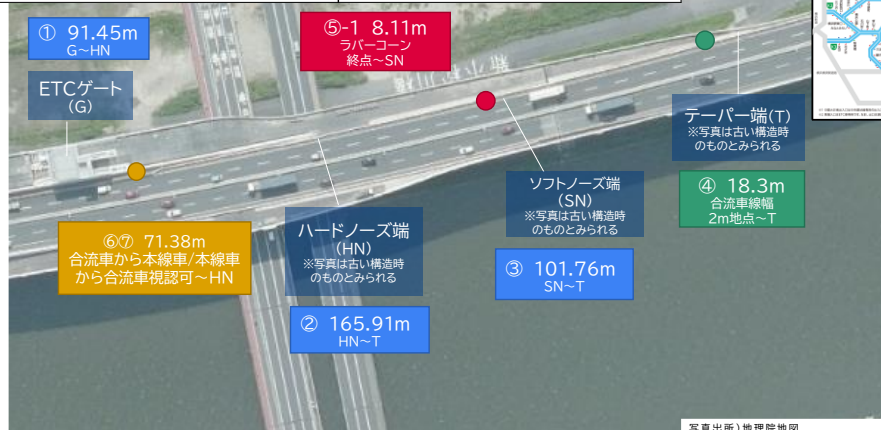 ① 91.45m
G～HN
ETCゲート
(G)
⑤-1 8.11m
ラバーコーン
終点～SN
テーパー端(T)
※写真は古い構造時
のものとみられる
④ 18.3m
合流車線幅
2m地点～T
ソフトノーズ端
(SN)
※写真は古い構造時
のものとみられる
③ 101.76m
SN～T
ハードノーズ端
(HN)
※写真は古い構造時
のものとみられる
② 165.91m
HN～T
⑥⑦ 71.38m
合流車から本線車/本線車
から合流車視認可～HN
写真出所)地理院地図